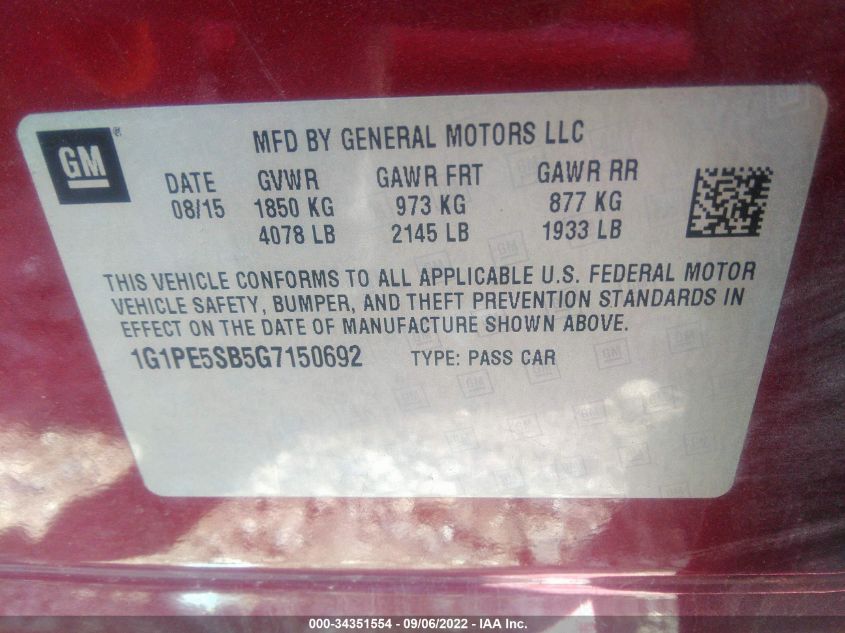 GM ®
MFD BY GENERAL MOTORS LLC
DATE GVWR GAWR FRT GAWR RR
08/15 1850 KG 973 KG 877 KG
4078 LB 2145 LB 1933 LB
THIS VEHICLE CONFORMS TO ALL APPLICABLE U.S. FEDERAL MOTOR
VEHICLE SAFETY, BUMPER, AND THEFT PREVENTION STANDARDS IN
EFFECT ON THE DATE OF MANUFACTURE SHOWN ABOVE.
1G1PE5SB5G7150692 TYPE: PASS CAR
000-34351554 - 09/06/2022 - IAA Inc.